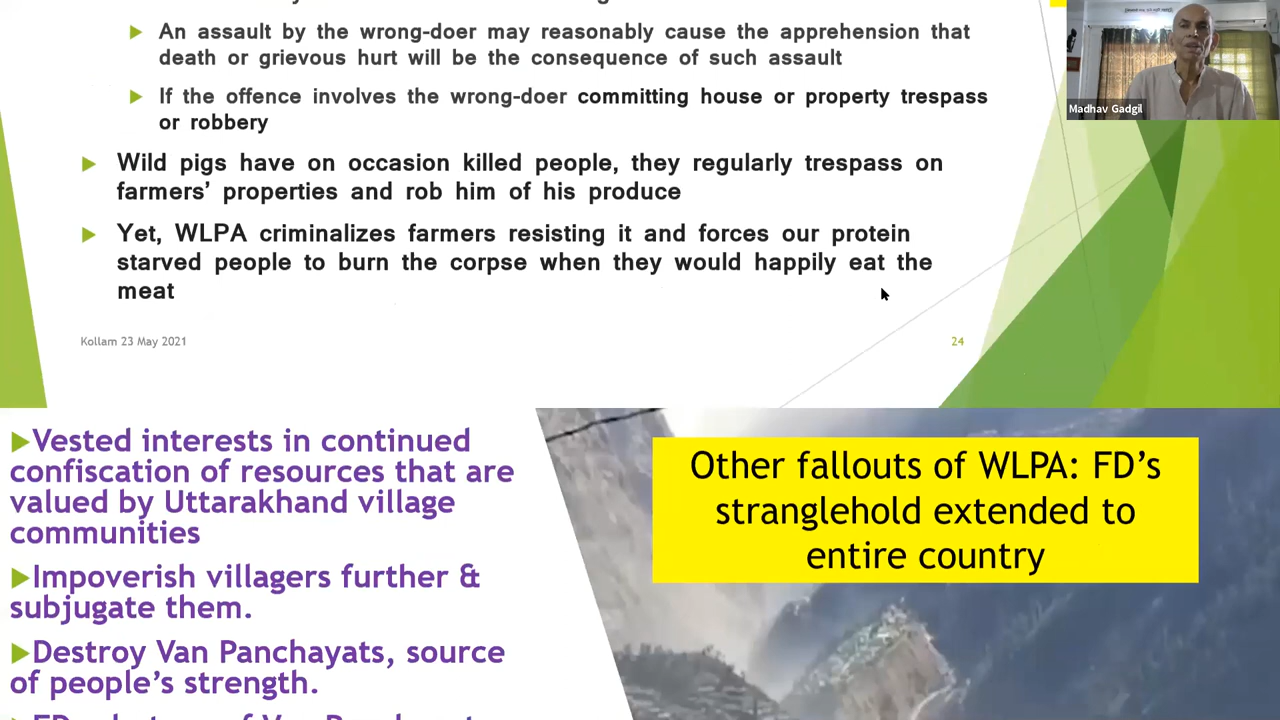 An assault by the wrong-doer may reasonably cause the apprehension that
death or grievous hurt will be the consequence of such assault
If the offence involves the wrong-doer committing house or property trespass
or robbery
Wild pigs have on occasion killed people, they regularly trespass on
farmers’ properties and rob him of his produce
Yet, WLPA criminalizes farmers resisting it and forces our protein
starved people to burn the corpse when they would happily eat the
meat
Kollam 23 May 2021
24
Madhav Gadgil
Vested interests in continued
confiscation of resources that are
valued by Uttarakhand village
communities
Impoverish villagers further &
subjugate them.
Destroy Van Panchayats, source
of people’s strength.
Other fallouts of WLPA: FD’s
stranglehold extended to
entire country